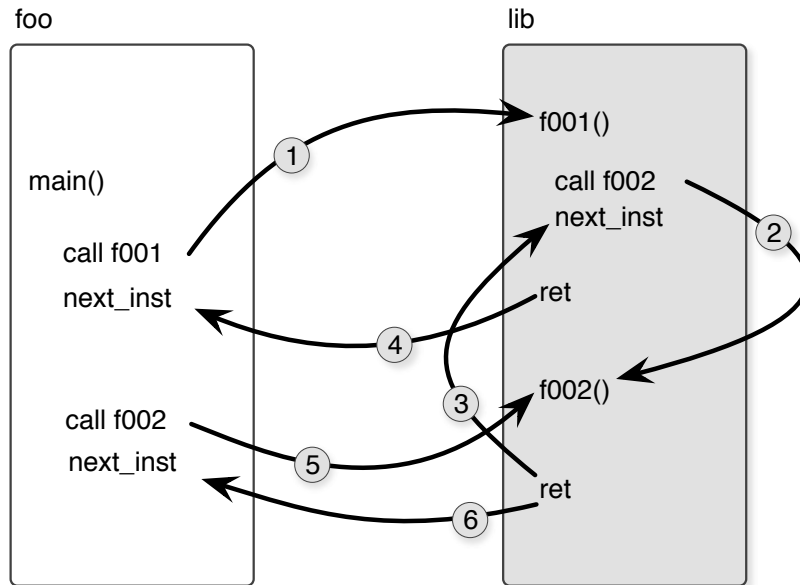 foo
main()
call f001
next_inst
call f002
next_inst
1
4
5
6
3
2
lib
f001()
call f002
next_inst
ret
f002()
ret